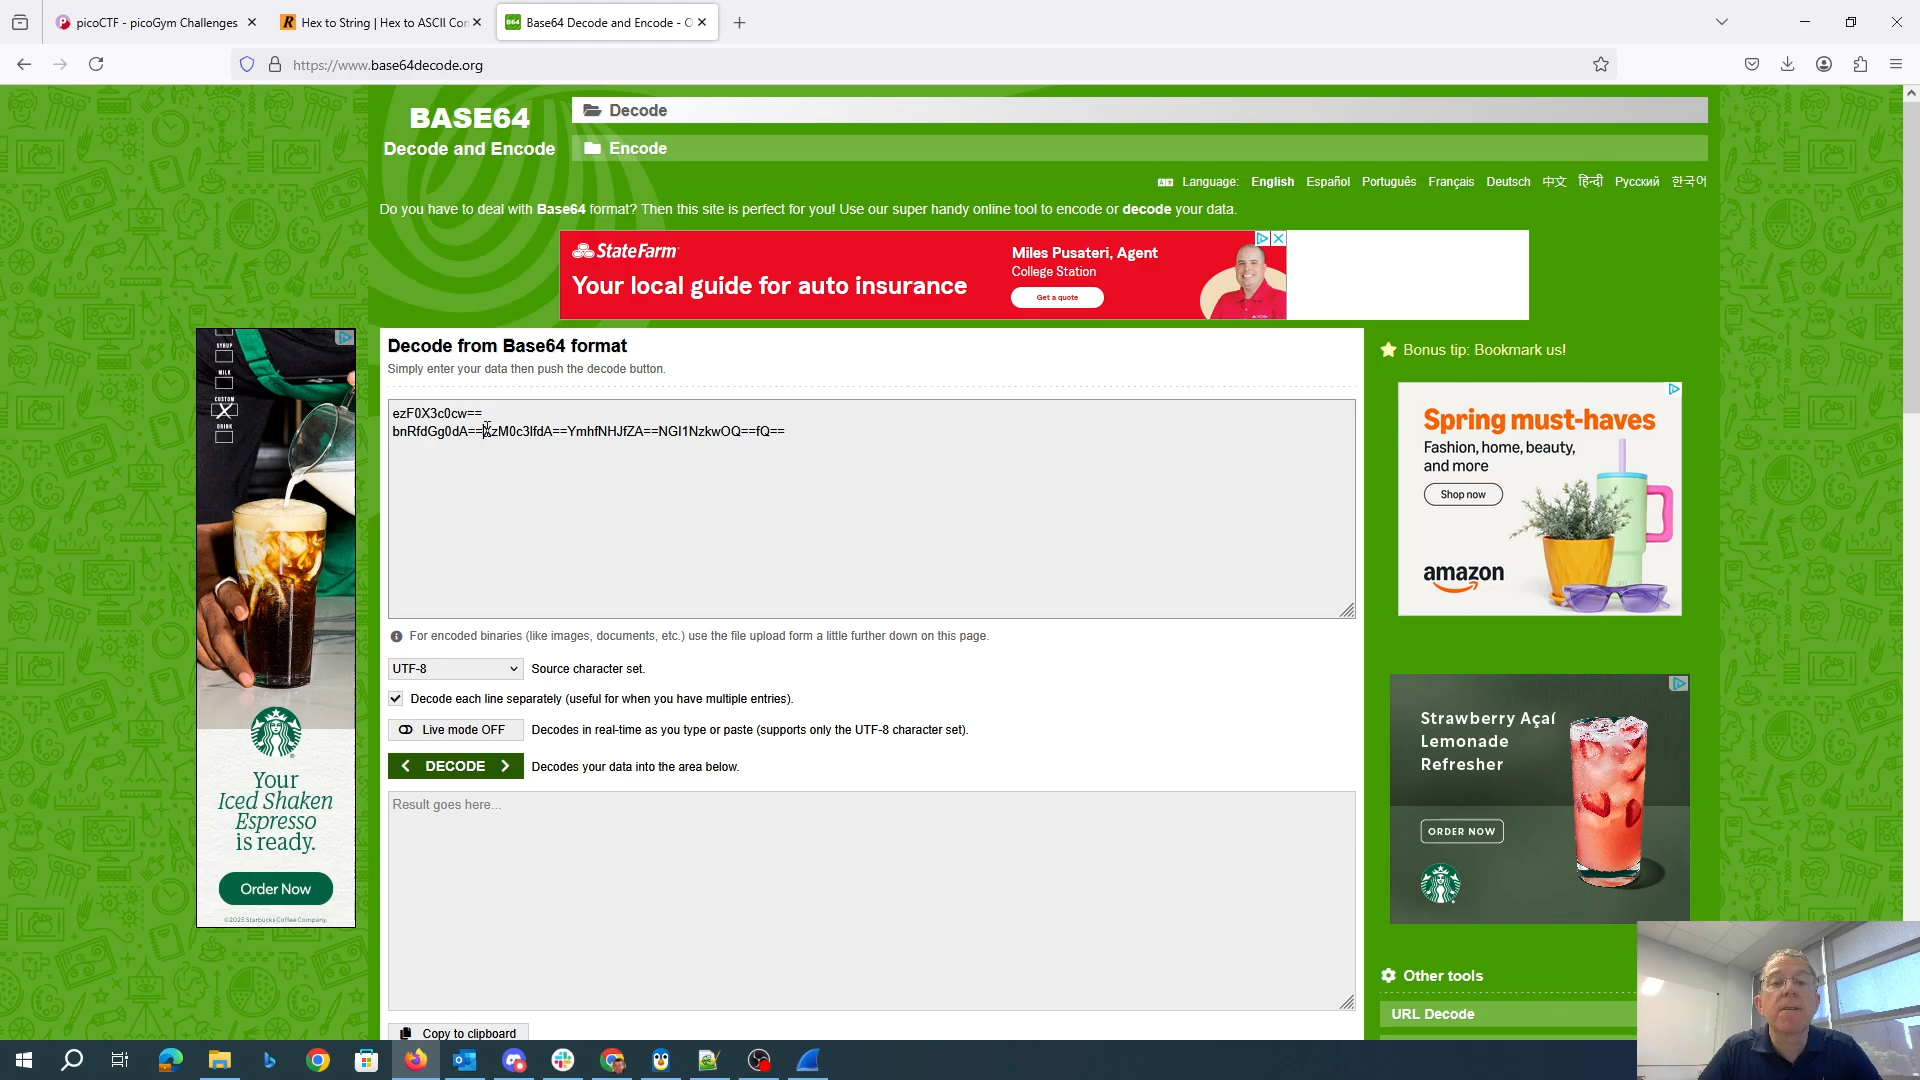 picoCTF - picoGym Challenges
Hex to String | Hex to ASCII Con
Base64 Decode and Encode - O
https://www.base64decode.org
BASE64
Decode and Encode
Decode
Encode
Language: English Español Português Français Deutsch 中文 हिन्दी Русский 한국어
Do you have to deal with Base64 format? Then this site is perfect for you! Use our super handy online tool to encode or decode your data.
StateFarm
Your local guide for auto insurance
Miles Pusateri, Agent
College Station
Get a quote
SYRUP
MILK
CUSTOM
DRINK
Your
Iced Shaken
Espresso
is ready.
Order Now
©2025 Starbucks Coffee Company.
Decode from Base64 format
Simply enter your data then push the decode button.
ezF0X3c0cw==
For encoded binaries (like images, documents, etc.) use the file upload form a little further down on this page.
UTF-8
Source character set.
Decode each line separately (useful for when you have multiple entries).
Live mode OFF
Decodes in real-time as you type or paste (supports only the UTF-8 character set).
DECODE
Decodes your data into the area below.
Result goes here...
Copy to clipboard
Bonus tip: Bookmark us!
Spring must-haves
Fashion, home, beauty,
and more
Shop now
amazon
Strawberry Açaí
Lemonade
Refresher
ORDER NOW
Other tools
URL Decode